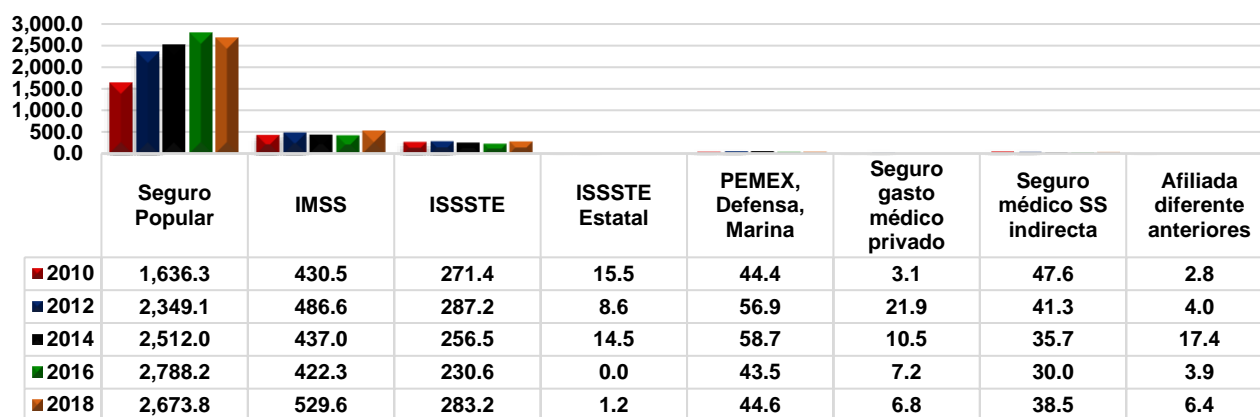 3,000.0
2,500.0
2,000.0
1,500.0
1,000.0
500.0
0.0
Seguro Popular
IMSS
ISSSTE
ISSSTE Estatal
PEMEX, Defensa, Marina
Seguro gasto médico privado
Seguro médico SS indirecta
Afiliada diferente anteriores
2010 1,636.3 430.5 271.4 15.5 44.4 3.1 47.6 2.8
2012 2,349.1 486.6 287.2 8.6 56.9 21.9 41.3 4.0
2014 2,512.0 437.0 256.5 14.5 58.7 10.5 35.7 17.4
2016 2,788.2 422.3 230.6 0.0 43.5 7.2 30.0 3.9
2018 2,673.8 529.6 283.2 1.2 44.6 6.8 38.5 6.4